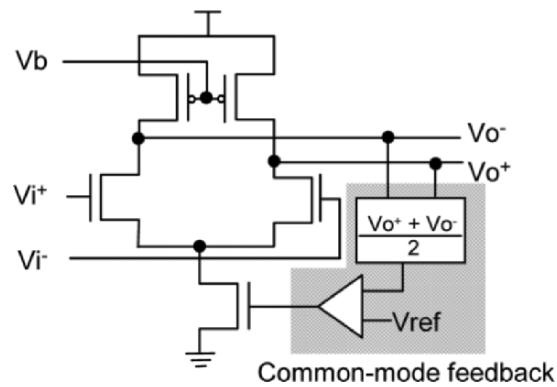 Vb
Vo⁻
Vo⁺
Vi⁺
Vo⁺ + Vo⁻
2
Vi⁻
Vref
Common-mode feedback